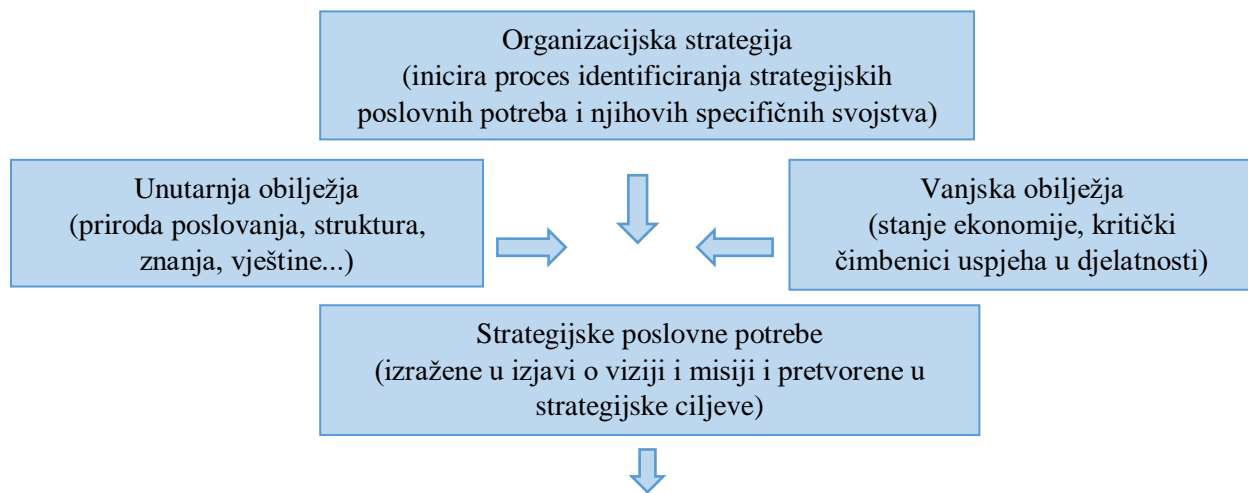 Organizacijska strategija
(inicira proces identificiranja strategijskih
poslovnih potreba i njihovih specifičnih svojstva)
Unutarnja obilježja
(priroda poslovanja, struktura,
znanja, vještine...)
Vanjska obilježja
(stanje ekonomije, kritički
čimbenici uspjeha u djelatnosti)
Strategijske poslovne potrebe
(izražene u izjavi o viziji i misiji i pretvorene u
strategijske ciljeve)